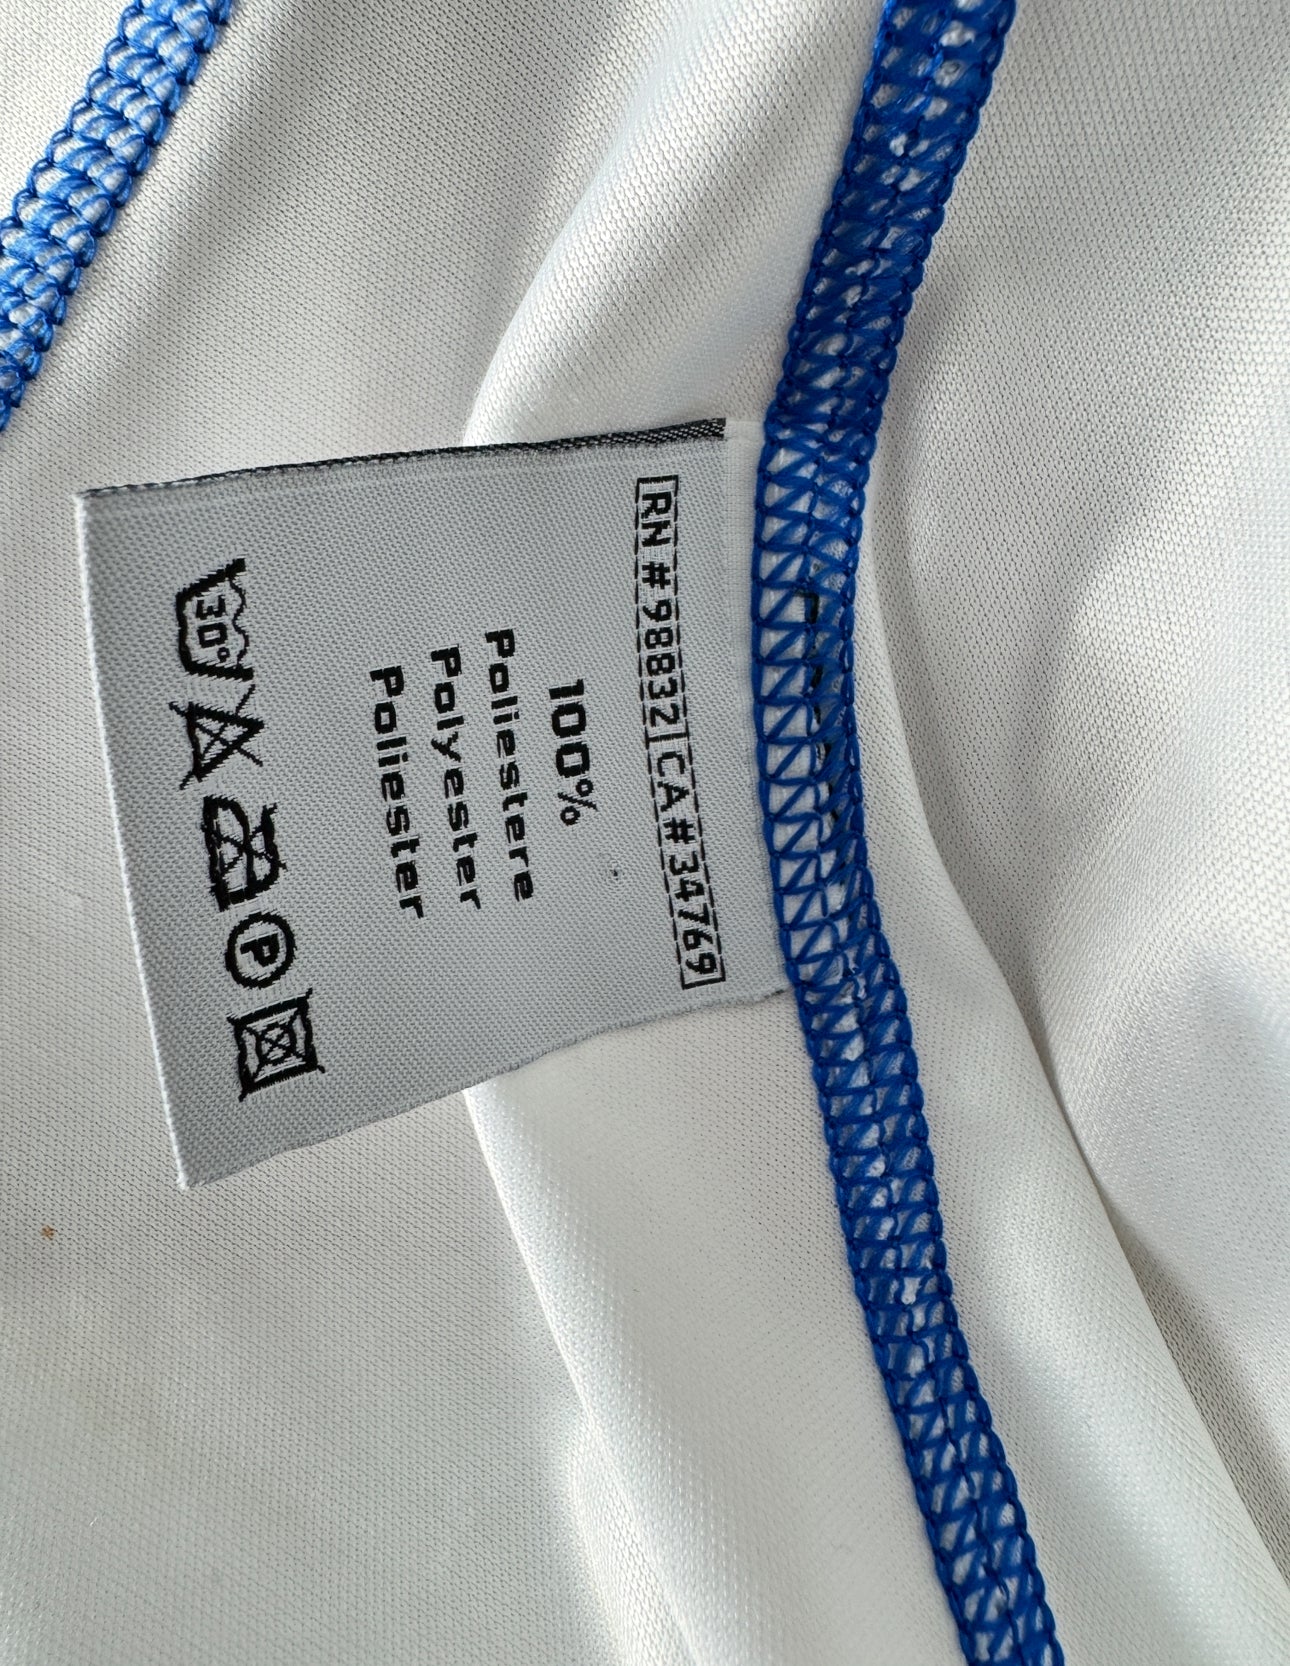 RN #98832 CA #34769
100%
Poliestere
Polyester
Poliester
30°
P